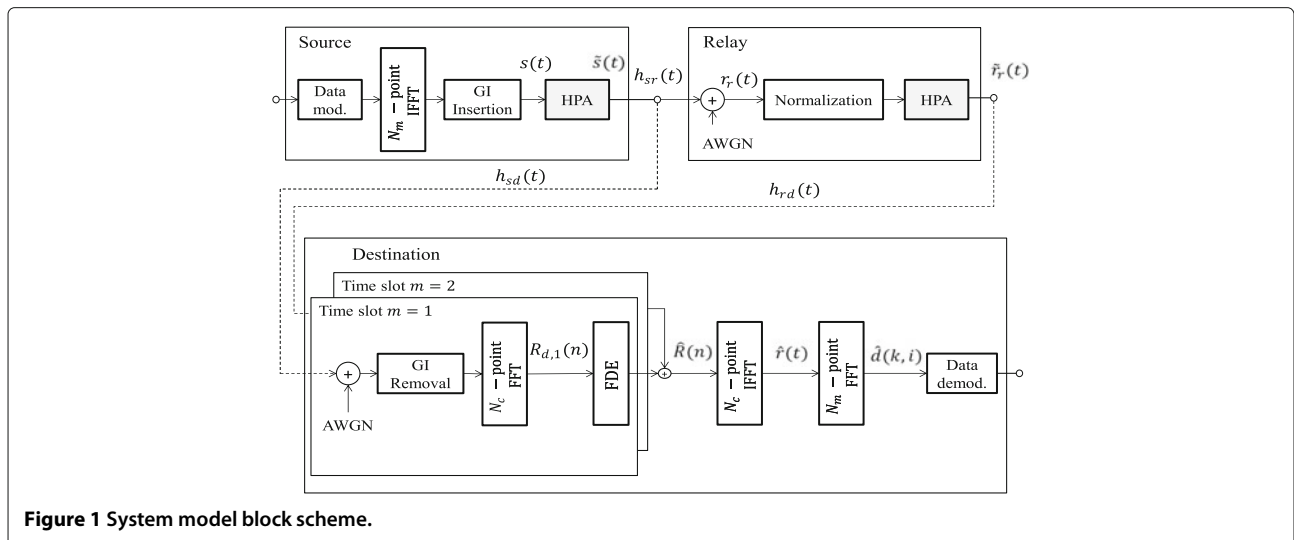 Source
Data
mod.
N_m − point
IFFT
GI
Insertion
s(t)
HPA
s̃(t)
h_sr(t)
Relay
+
r_r(t)
AWGN
Normalization
HPA
r̃_r(t)
h_sd(t)
h_rd(t)
Destination
Time slot m = 2
Time slot m = 1
+
AWGN
GI
Removal
N_c − point
FFT
R_d,1(n)
FDE
+
R̂(n)
N_c − point
IFFT
r̂(t)
N_m − point
FFT
d̂(k, i)
Data
demod.
Figure 1 System model block scheme.